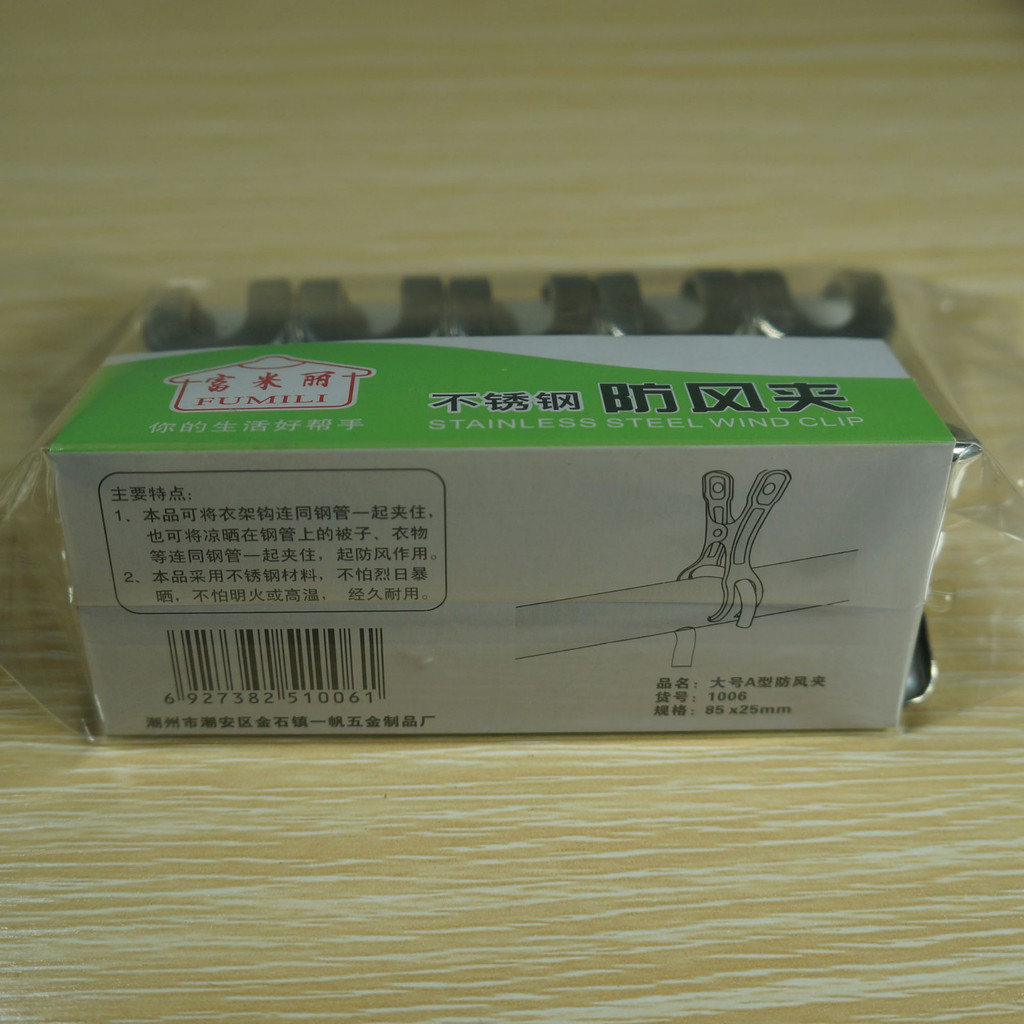 富米丽
FUMILI
你的生活好帮手
不锈钢 防风夹
STAINLESS STEEL WIND CLIP
主要特点:
1、本品可将衣架钩连同钢管一起夹住,
也可将凉晒在钢管上的被子、衣物
等连同钢管一起夹住,起防风作用。
2、本品采用不锈钢材料,不怕烈日暴
晒,不怕明火或高温, 经久耐用。
6 927382 510061
潮州市潮安区金石镇一帆五金制品厂
品名:大号A型防风夹
货号:1006
规格:85 x25mm